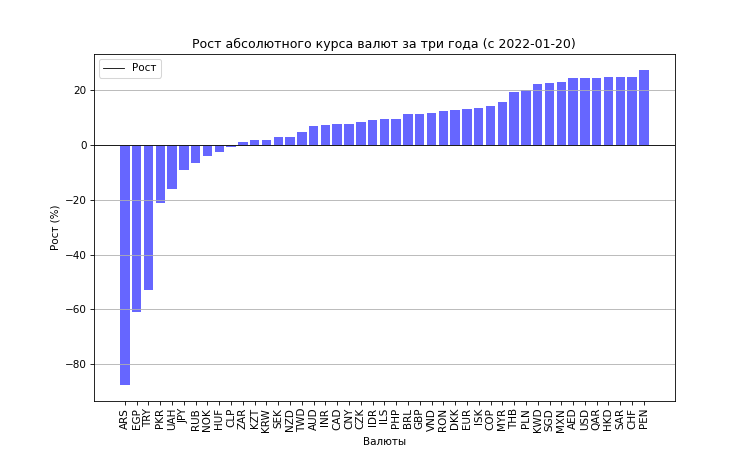 Рост абсолютного курса валют за три года (с 2022-01-20)
Рост
Рост (%)
20
0
−20
−40
−60
−80
ARS
EGP
TRY
PKR
UAH
JPY
RUB
NOK
HUF
CLP
ZAR
KZT
KRW
SEK
NZD
TWD
AUD
INR
CAD
CNY
CZK
IDR
ILS
PHP
BRL
GBP
VND
RON
DKK
EUR
ISK
COP
MYR
THB
PLN
KWD
SGD
MXN
AED
USD
QAR
HKD
SAR
CHF
PEN
Валюты